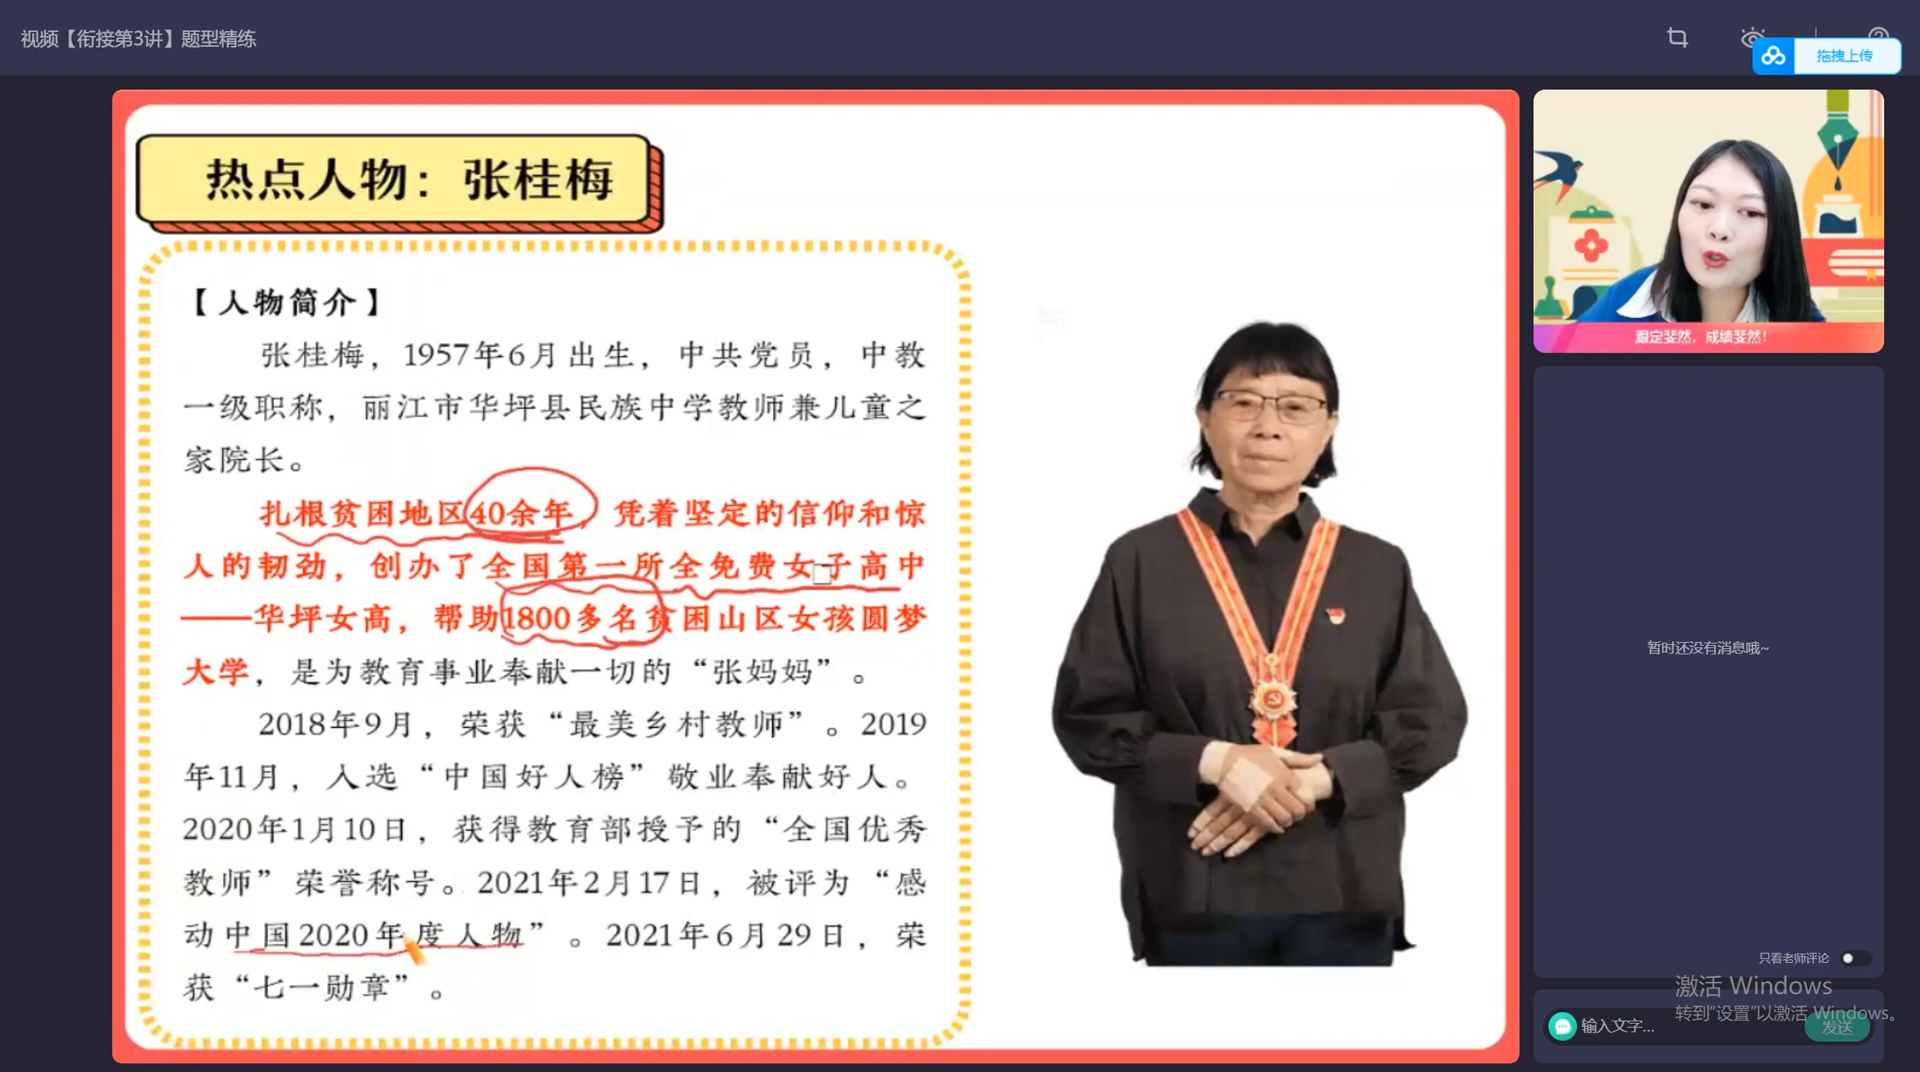 视频【衔接第3讲】题型精练
拖拽上传
热点人物：张桂梅
【人物简介】
张桂梅，1957年6月出生，中共党员，中教
一级职称，丽江市华坪县民族中学教师兼儿童之
家院长。
扎根贫困地区40余年，凭着坚定的信仰和惊
人的韧劲，创办了全国第一所全免费女子高中
——华坪女高，帮助1800多名贫困山区女孩圆梦
大学，是为教育事业奉献一切的“张妈妈”。
2018年9月，荣获“最美乡村教师”。2019
年11月，入选“中国好人榜”敬业奉献好人。
2020年1月10日，获得教育部授予的“全国优秀
教师”荣誉称号。2021年2月17日，被评为“感
动中国2020年度人物”。2021年6月29日，荣
获“七一勋章”。
跟定斐然，成绩斐然！
暂时还没有消息哦~
只看老师评论
激活 Windows
转到“设置”以激活 Windows。
输入文字...
发送